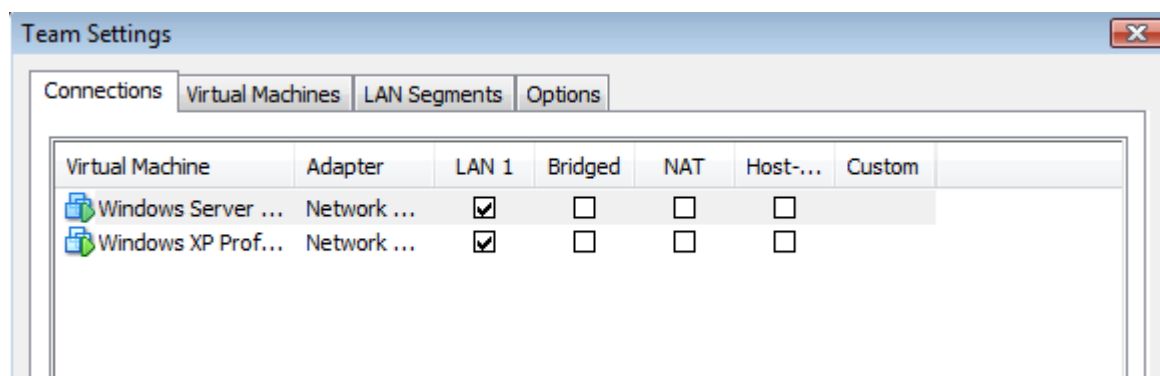 Team Settings
Connections Virtual Machines LAN Segments Options
Virtual Machine Adapter LAN 1 Bridged NAT Host-... Custom
Windows Server ... Network ...
Windows XP Prof... Network ...